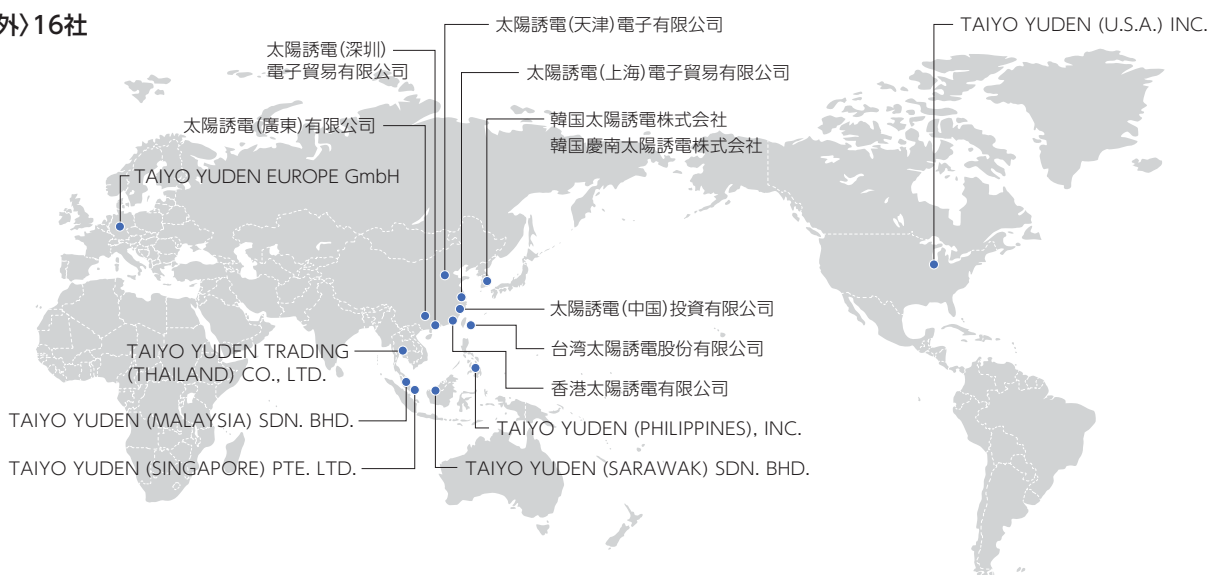 外〉16社
太陽誘電(天津)電子有限公司
TAIYO YUDEN (U.S.A.) INC.
太陽誘電(深圳)
電子貿易有限公司
太陽誘電(上海)電子貿易有限公司
太陽誘電(廣東)有限公司
韓国太陽誘電株式会社
韓国慶南太陽誘電株式会社
TAIYO YUDEN EUROPE GmbH
太陽誘電(中国)投資有限公司
TAIYO YUDEN TRADING
(THAILAND) CO., LTD.
台湾太陽誘電股份有限公司
香港太陽誘電有限公司
TAIYO YUDEN (MALAYSIA) SDN. BHD.
TAIYO YUDEN (PHILIPPINES), INC.
TAIYO YUDEN (SINGAPORE) PTE. LTD.
TAIYO YUDEN (SARAWAK) SDN. BHD.